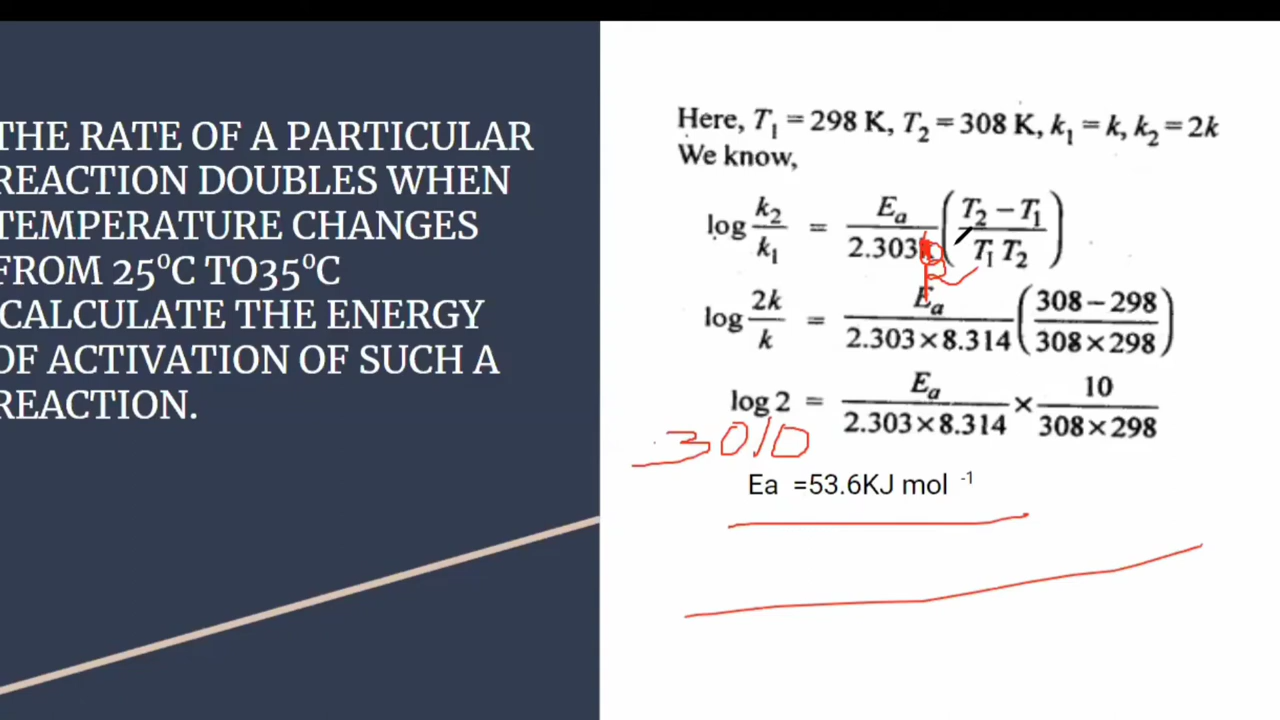 THE RATE OF A PARTICULAR
REACTION DOUBLES WHEN
TEMPERATURE CHANGES
FROM 25⁰C TO35⁰C
CALCULATE THE ENERGY
OF ACTIVATION OF SUCH A
REACTION.
Here, T₁ = 298 K, T₂ = 308 K, k₁ = k, k₂ = 2k
We know,
log k₂/k₁ = Eₐ/2.303R (T₂ − T₁ / T₁ T₂)
log 2k/k = Eₐ/2.303×8.314 (308 − 298 / 308×298)
log 2 = Eₐ/2.303×8.314 × 10/308×298
3010
Ea =53.6KJ mol ⁻¹